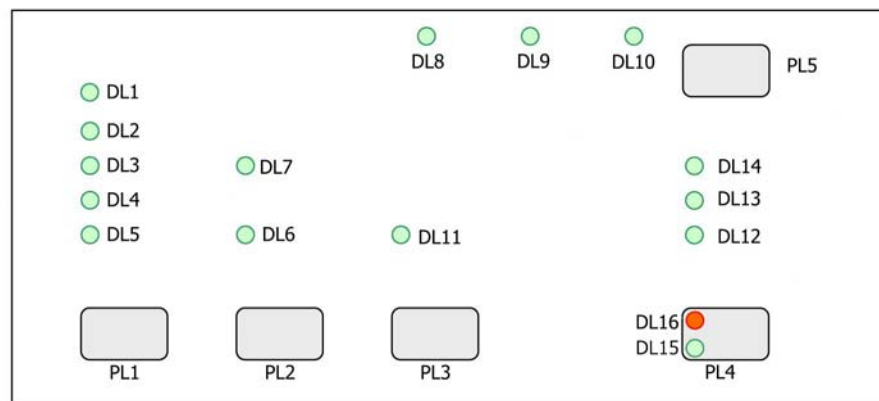 DL8 DL9 DL10 PL5
DL1
DL2
DL3 DL7 DL14
DL4 DL13
DL5 DL6 DL11 DL12
DL16
DL15
PL1 PL2 PL3 PL4